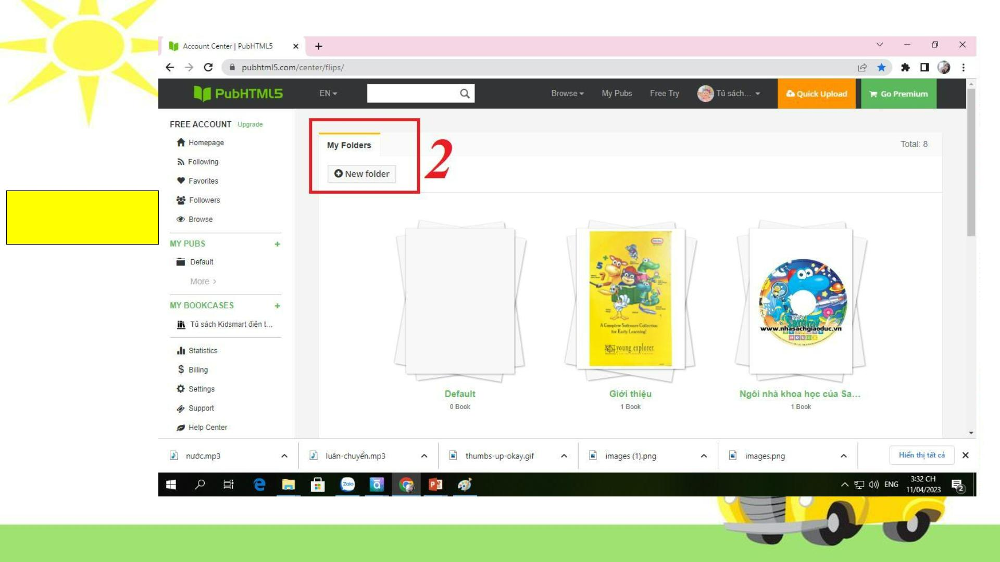 Account Center | PubHTML5
pubhtml5.com/center/flips/
PubHTML5
EN
Browse
My Pubs
Free Try
Tủ sách...
Quick Upload
Go Premium
FREE ACCOUNT Upgrade
Homepage
Following
Favorites
Followers
Browse
MY PUBS +
Default
More >
MY BOOKCASES +
Tủ sách Kidsmart điện t...
Statistics
Billing
Settings
Support
Help Center
My Folders
Total: 8
New folder
2
5
7
A Complete Software Collection
for Early Learning!
young explorer
Sammy
www.nhasachgiaoduc.vn
HOUSE
Default
0 Book
Giới thiệu
1 Book
Ngôi nhà khoa học của Sa...
1 Book
nước.mp3
luân-chuyển.mp3
thumbs-up-okay.gif
images (1).png
images.png
Hiển thị tất cả
Zalo
ENG
3:32 CH
11/04/2023
2